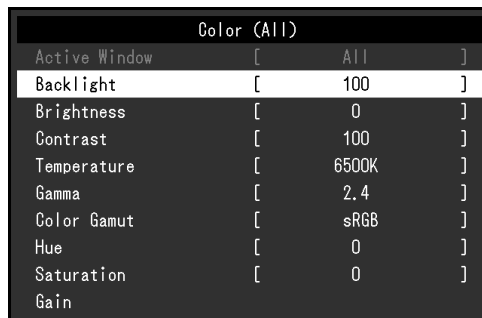 Color (All)
Active Window [ All ]
Backlight [ 100 ]
Brightness [ 0 ]
Contrast [ 100 ]
Temperature [ 6500K ]
Gamma [ 2.4 ]
Color Gamut [ sRGB ]
Hue [ 0 ]
Saturation [ 0 ]
Gain